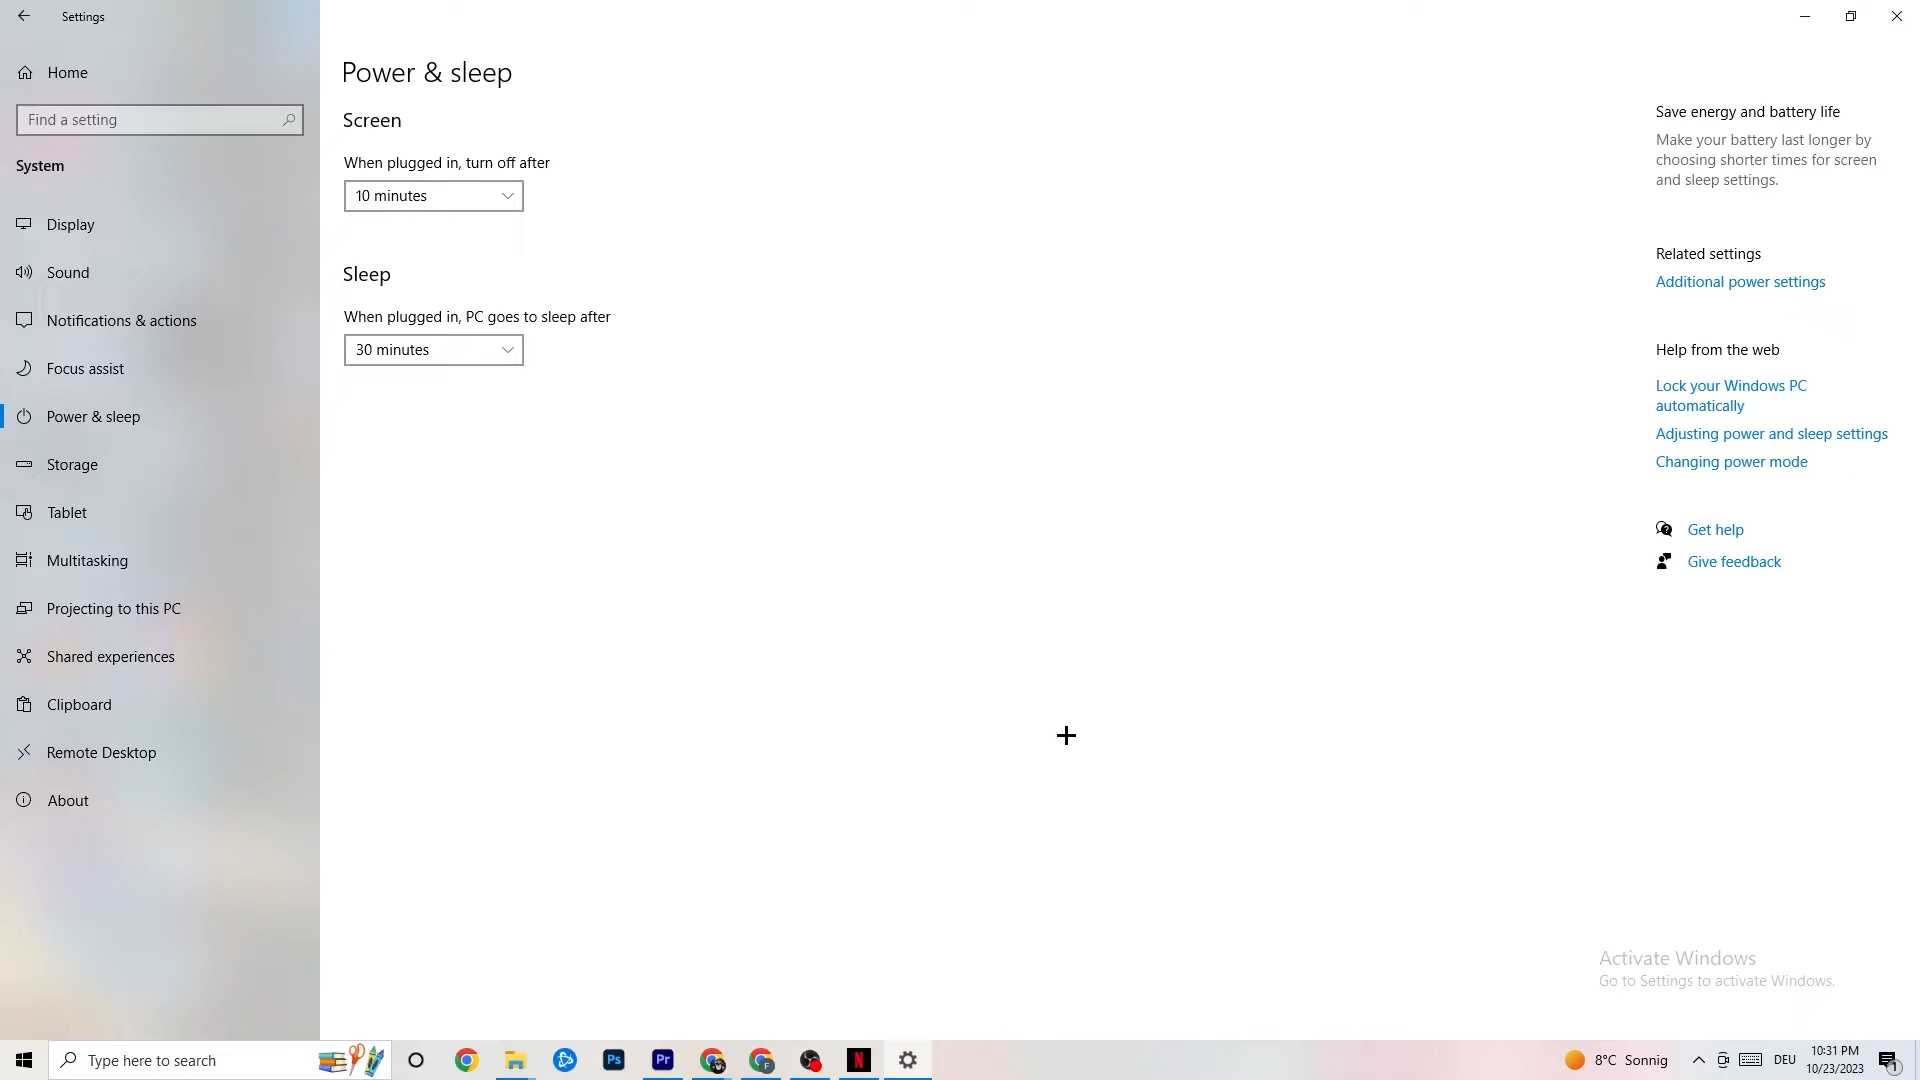 Settings
Home
Find a setting
System
Display
Sound
Notifications & actions
Focus assist
Power & sleep
Storage
Tablet
Multitasking
Projecting to this PC
Shared experiences
Clipboard
Remote Desktop
About
Power & sleep
Screen
When plugged in, turn off after
10 minutes
Sleep
When plugged in, PC goes to sleep after
30 minutes
Save energy and battery life
Make your battery last longer by
choosing shorter times for screen
and sleep settings.
Related settings
Additional power settings
Help from the web
Lock your Windows PC
automatically
Adjusting power and sleep settings
Changing power mode
Get help
Give feedback
Activate Windows
Go to Settings to activate Windows.
Type here to search
Ps
Pr
F
N
8°C Sonnig
DEU
10:31 PM
10/23/2023
1